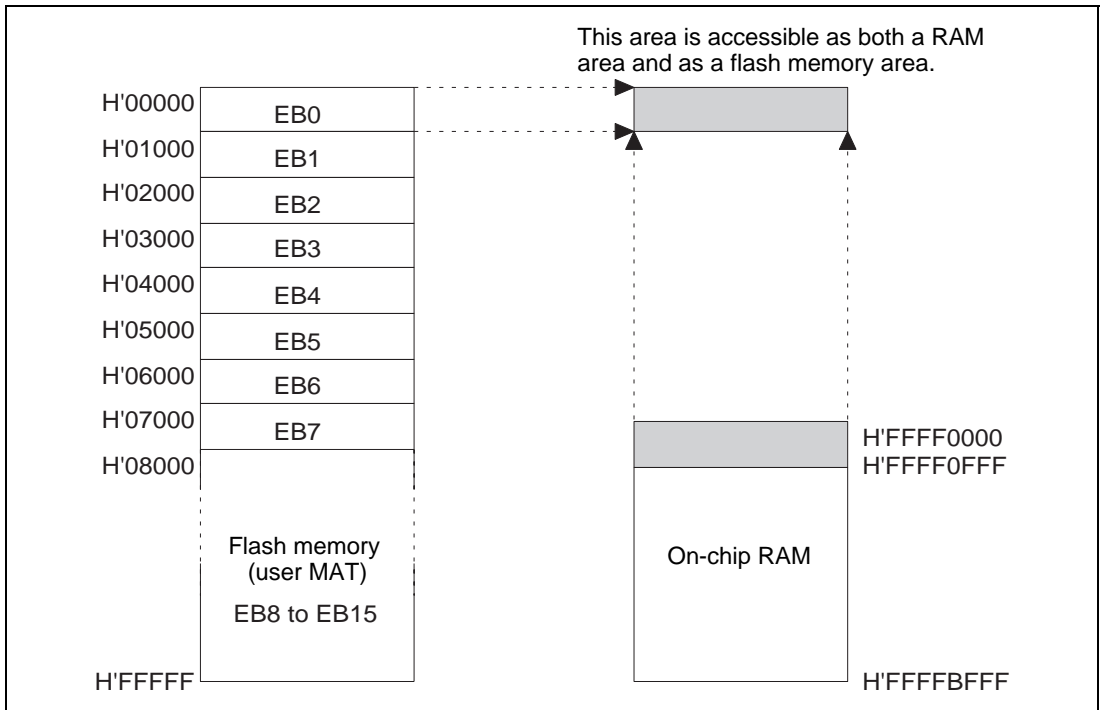 This area is accessible as both a RAM
area and as a flash memory area.
H'00000
EB0
H'01000
EB1
H'02000
EB2
H'03000
EB3
H'04000
EB4
H'05000
EB5
H'06000
EB6
H'07000
EB7
H'08000
H'FFFF0000
H'FFFF0FFF
Flash memory
(user MAT)
EB8 to EB15
On-chip RAM
H'FFFFF
H'FFFFBFFF